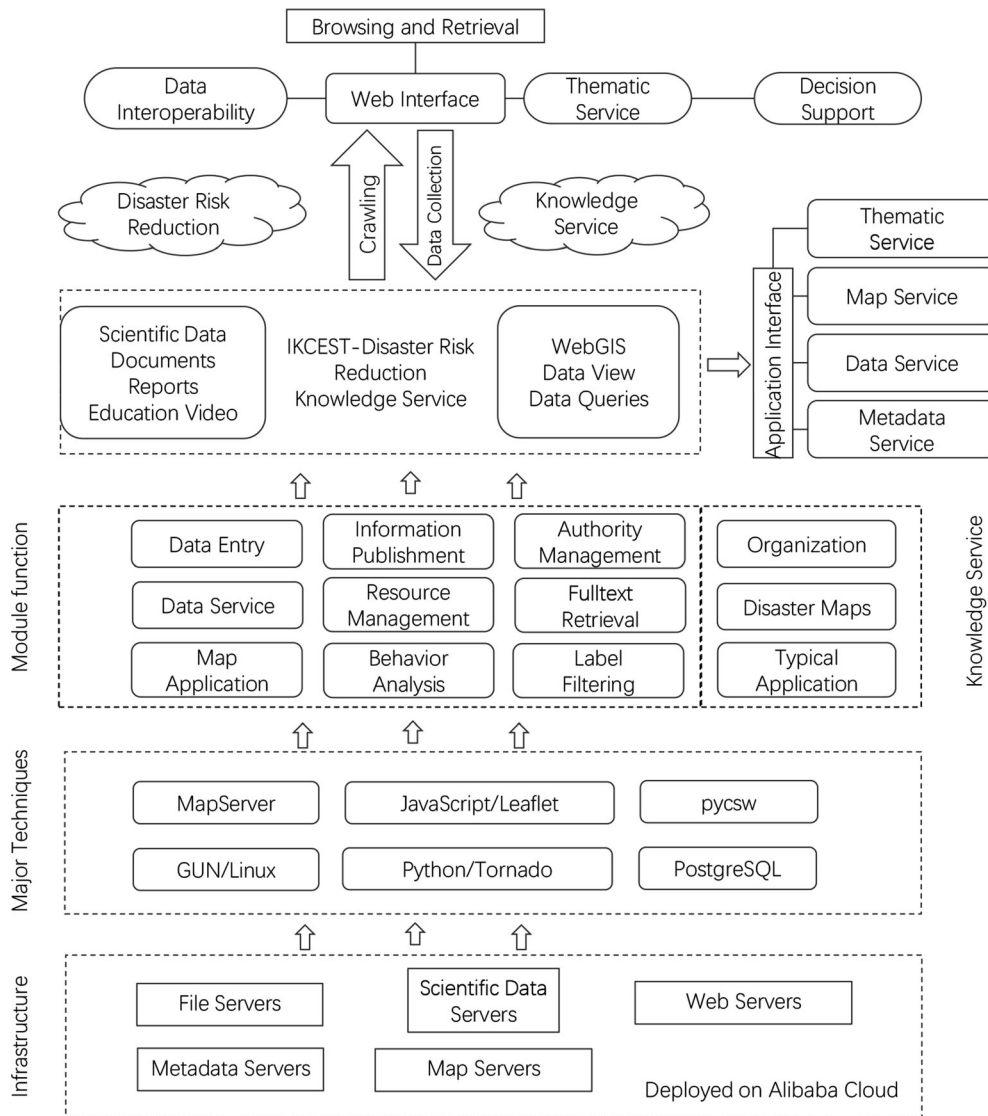 Browsing and Retrieval
Data
Interoperability
Web Interface
Thematic
Service
Decision
Support
Disaster Risk
Reduction
Crawling
Data Collection
Knowledge
Service
Scientific Data
Documents
Reports
Education Video
IKCEST-Disaster Risk
Reduction
Knowledge Service
WebGIS
Data View
Data Queries
Application Interface
Thematic
Service
Map Service
Data Service
Metadata
Service
Module function
Data Entry
Information
Publishment
Authority
Management
Organization
Data Service
Resource
Management
Fulltext
Retrieval
Disaster Maps
Map
Application
Behavior
Analysis
Label
Filtering
Typical
Application
Knowledge Service
Major Techniques
MapServer
JavaScript/Leaflet
pycsw
GUN/Linux
Python/Tornado
PostgreSQL
Infrastructure
File Servers
Scientific Data
Servers
Web Servers
Metadata Servers
Map Servers
Deployed on Alibaba Cloud